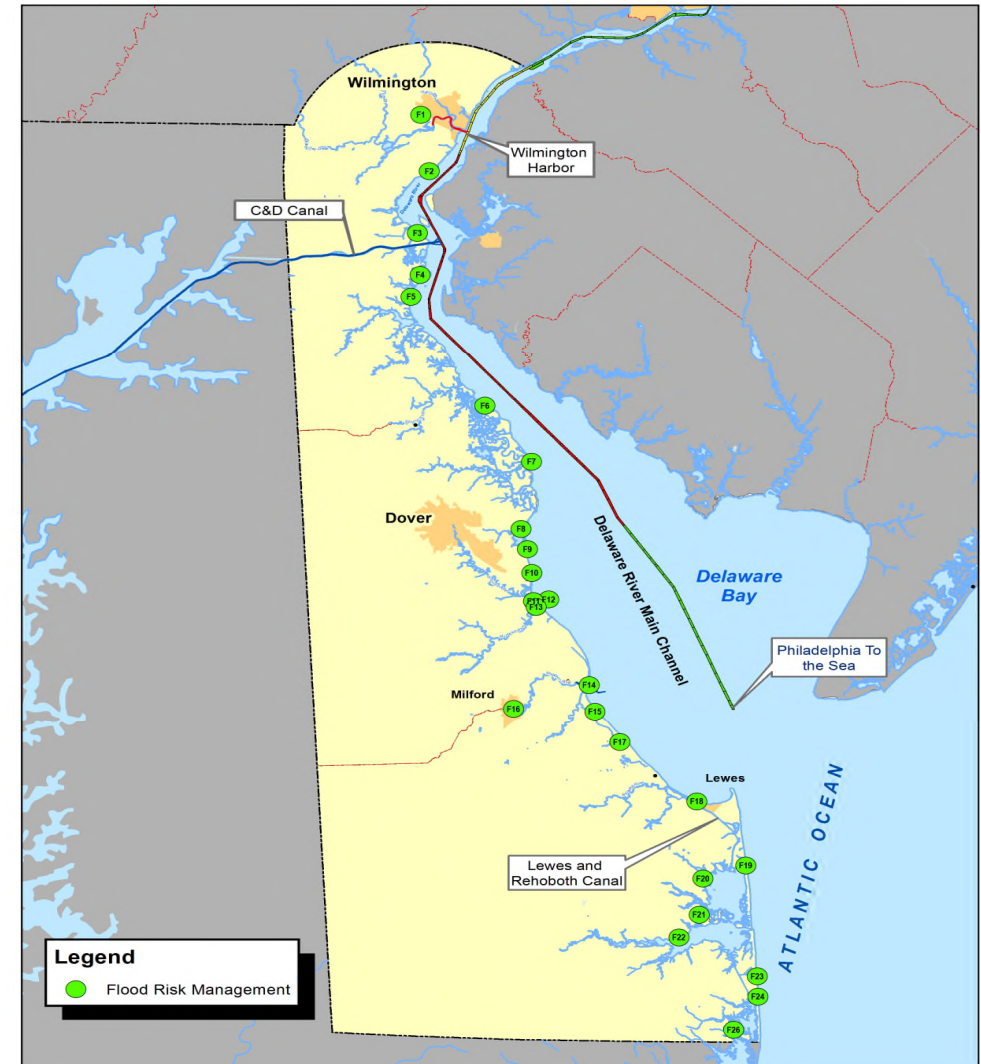 Wilmington
F1
Wilmington
Harbor
F2
Delaware River
C&D Canal
F3
F4
F5
F6
F7
Dover
F8
F9
F10
F11
F12
F13
Delaware River Main Channel
Delaware
Bay
Philadelphia To
the Sea
F14
Milford
F16
F15
F17
Lewes
F18
Lewes and
Rehoboth Canal
F19
F20
F21
F22
ATLANTIC OCEAN
F23
F24
F26
Legend
Flood Risk Management